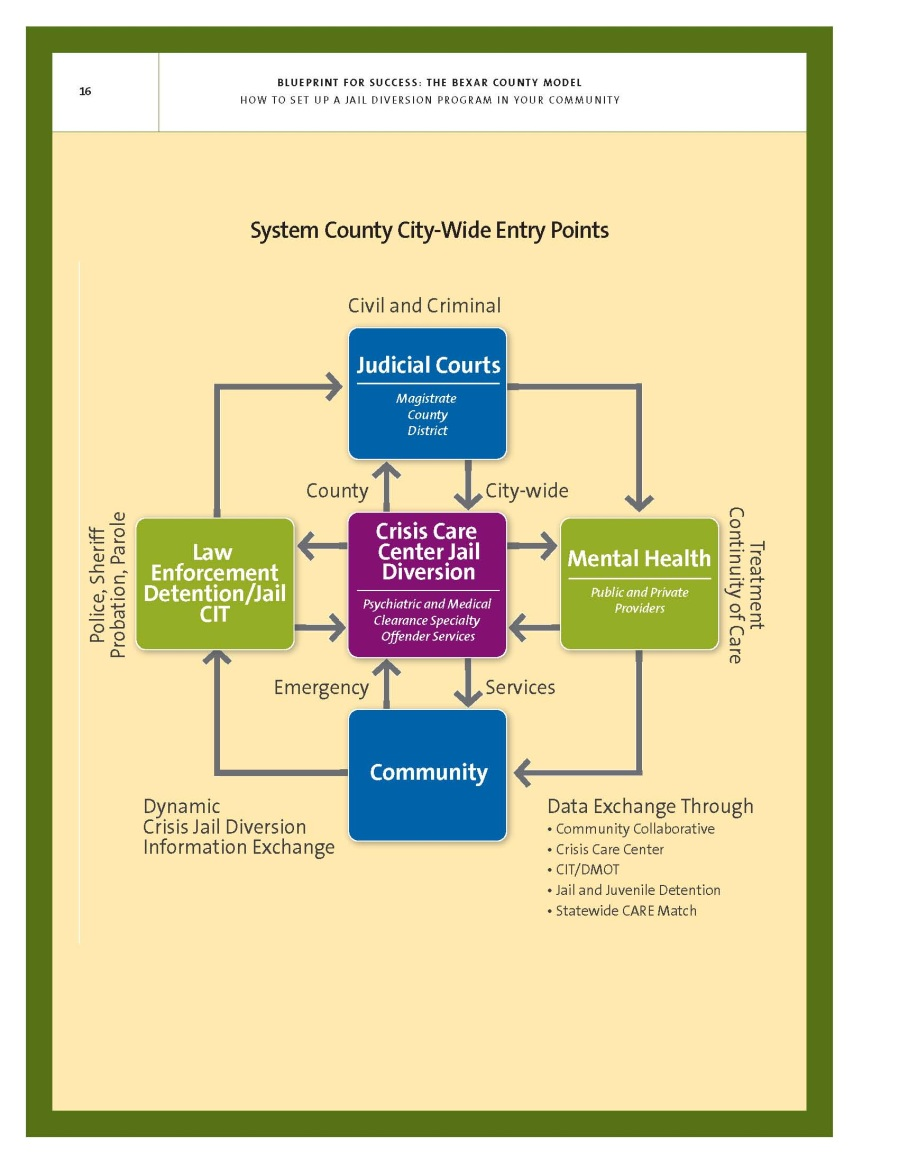 16
BLUEPRINT FOR SUCCESS: THE BEXAR COUNTY MODEL
HOW TO SET UP A JAIL DIVERSION PROGRAM IN YOUR COMMUNITY
System County City-Wide Entry Points
Civil and Criminal
Judicial Courts
Magistrate
County
District
County
City-wide
Police, Sheriff
Probation, Parole
Law
Enforcement
Detention/Jail
CIT
Crisis Care
Center Jail
Diversion
Psychiatric and Medical
Clearance Specialty
Offender Services
Mental Health
Public and Private
Providers
Treatment
Continuity of Care
Emergency
Services
Community
Dynamic
Crisis Jail Diversion
Information Exchange
Data Exchange Through
• Community Collaborative
• Crisis Care Center
• CIT/DMOT
• Jail and Juvenile Detention
• Statewide CARE Match